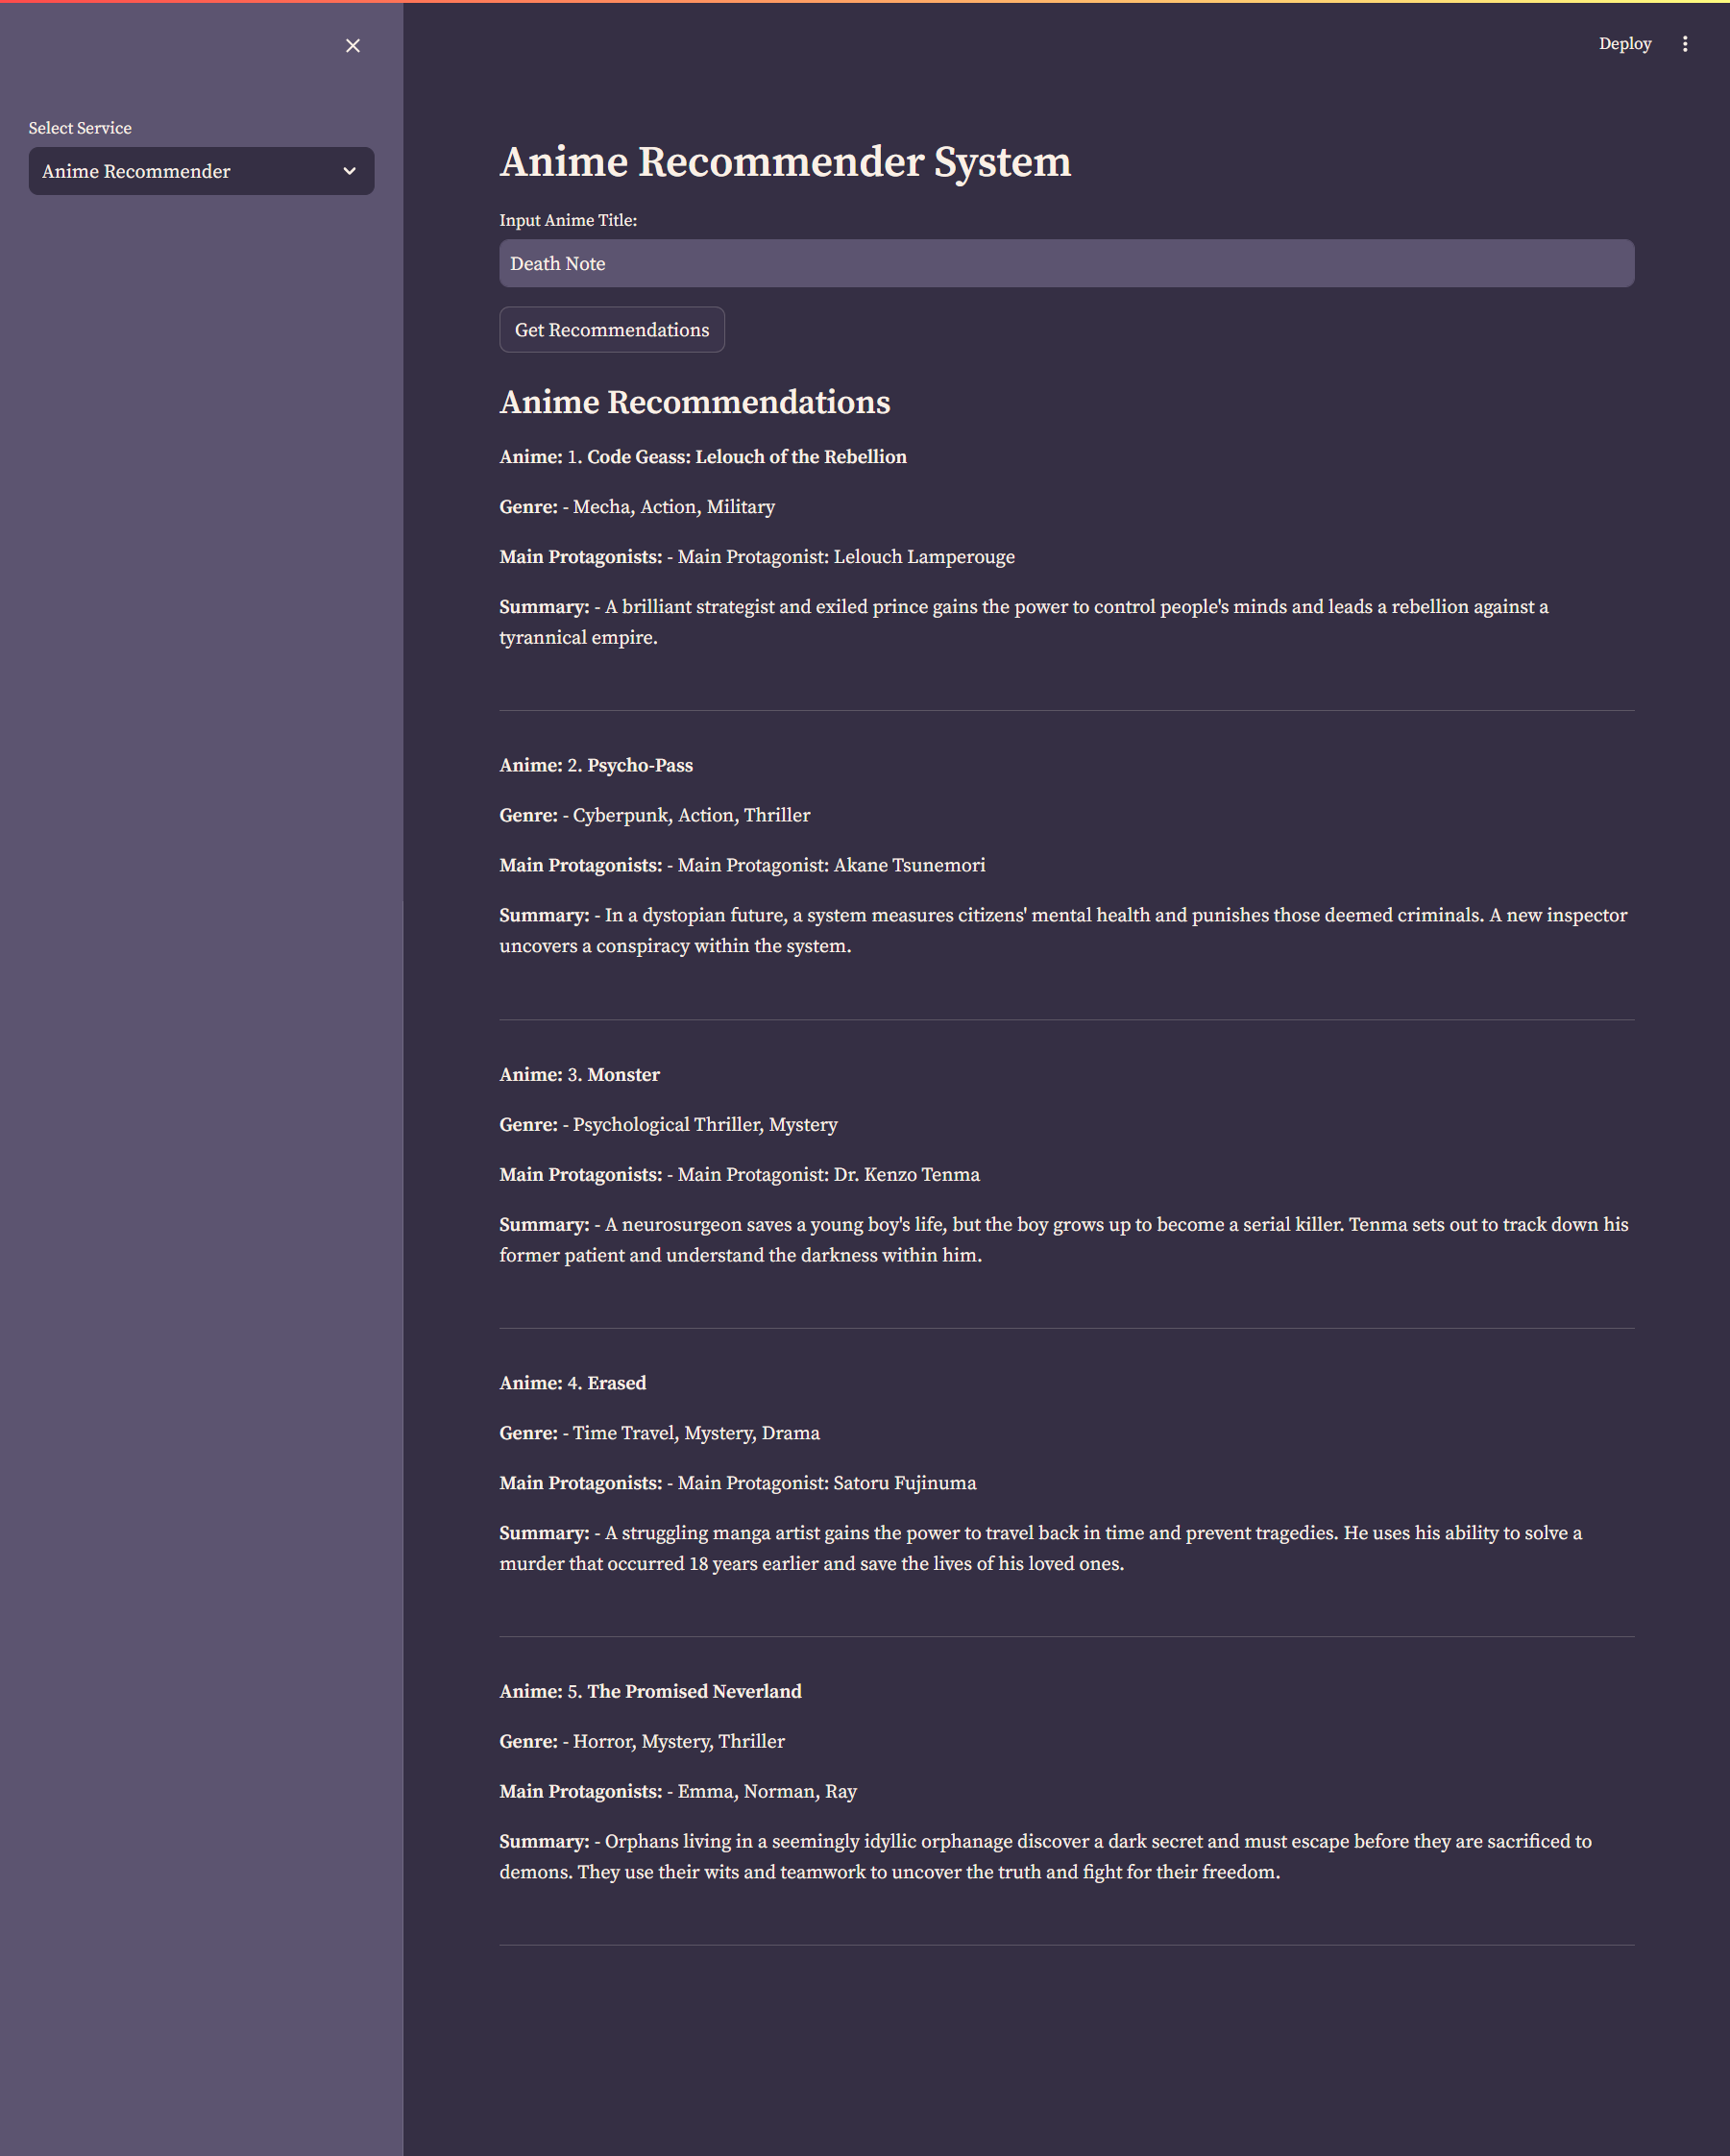 Deploy
Select Service
Anime Recommender
Anime Recommender System
Input Anime Title:
Death Note
Get Recommendations
Anime Recommendations
Anime: 1. Code Geass: Lelouch of the Rebellion
Genre: - Mecha, Action, Military
Main Protagonists: - Main Protagonist: Lelouch Lamperouge
Summary: - A brilliant strategist and exiled prince gains the power to control people's minds and leads a rebellion against a
tyrannical empire.
Anime: 2. Psycho-Pass
Genre: - Cyberpunk, Action, Thriller
Main Protagonists: - Main Protagonist: Akane Tsunemori
Summary: - In a dystopian future, a system measures citizens' mental health and punishes those deemed criminals. A new inspector
uncovers a conspiracy within the system.
Anime: 3. Monster
Genre: - Psychological Thriller, Mystery
Main Protagonists: - Main Protagonist: Dr. Kenzo Tenma
Summary: - A neurosurgeon saves a young boy's life, but the boy grows up to become a serial killer. Tenma sets out to track down his
former patient and understand the darkness within him.
Anime: 4. Erased
Genre: - Time Travel, Mystery, Drama
Main Protagonists: - Main Protagonist: Satoru Fujinuma
Summary: - A struggling manga artist gains the power to travel back in time and prevent tragedies. He uses his ability to solve a
murder that occurred 18 years earlier and save the lives of his loved ones.
Anime: 5. The Promised Neverland
Genre: - Horror, Mystery, Thriller
Main Protagonists: - Emma, Norman, Ray
Summary: - Orphans living in a seemingly idyllic orphanage discover a dark secret and must escape before they are sacrificed to
demons. They use their wits and teamwork to uncover the truth and fight for their freedom.